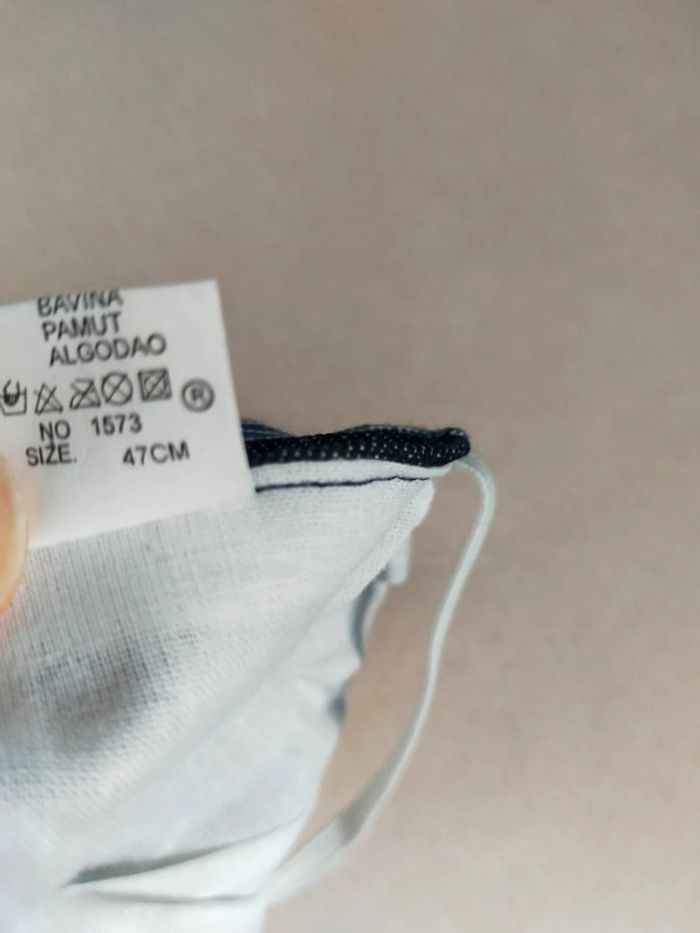 BAVINA
PAMUT
ALGODAO
®
NO 1573
SIZE. 47CM